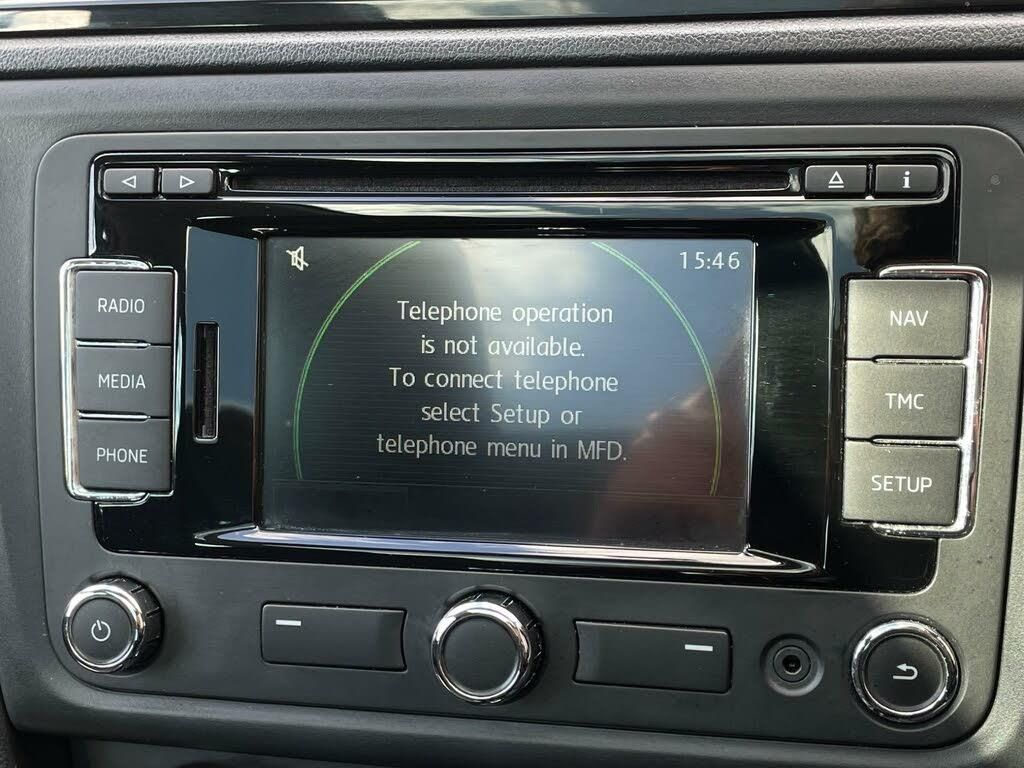 i
15:46
RADIO
MEDIA
PHONE
Telephone operation
is not available.
To connect telephone
select Setup or
telephone menu in MFD.
NAV
TMC
SETUP